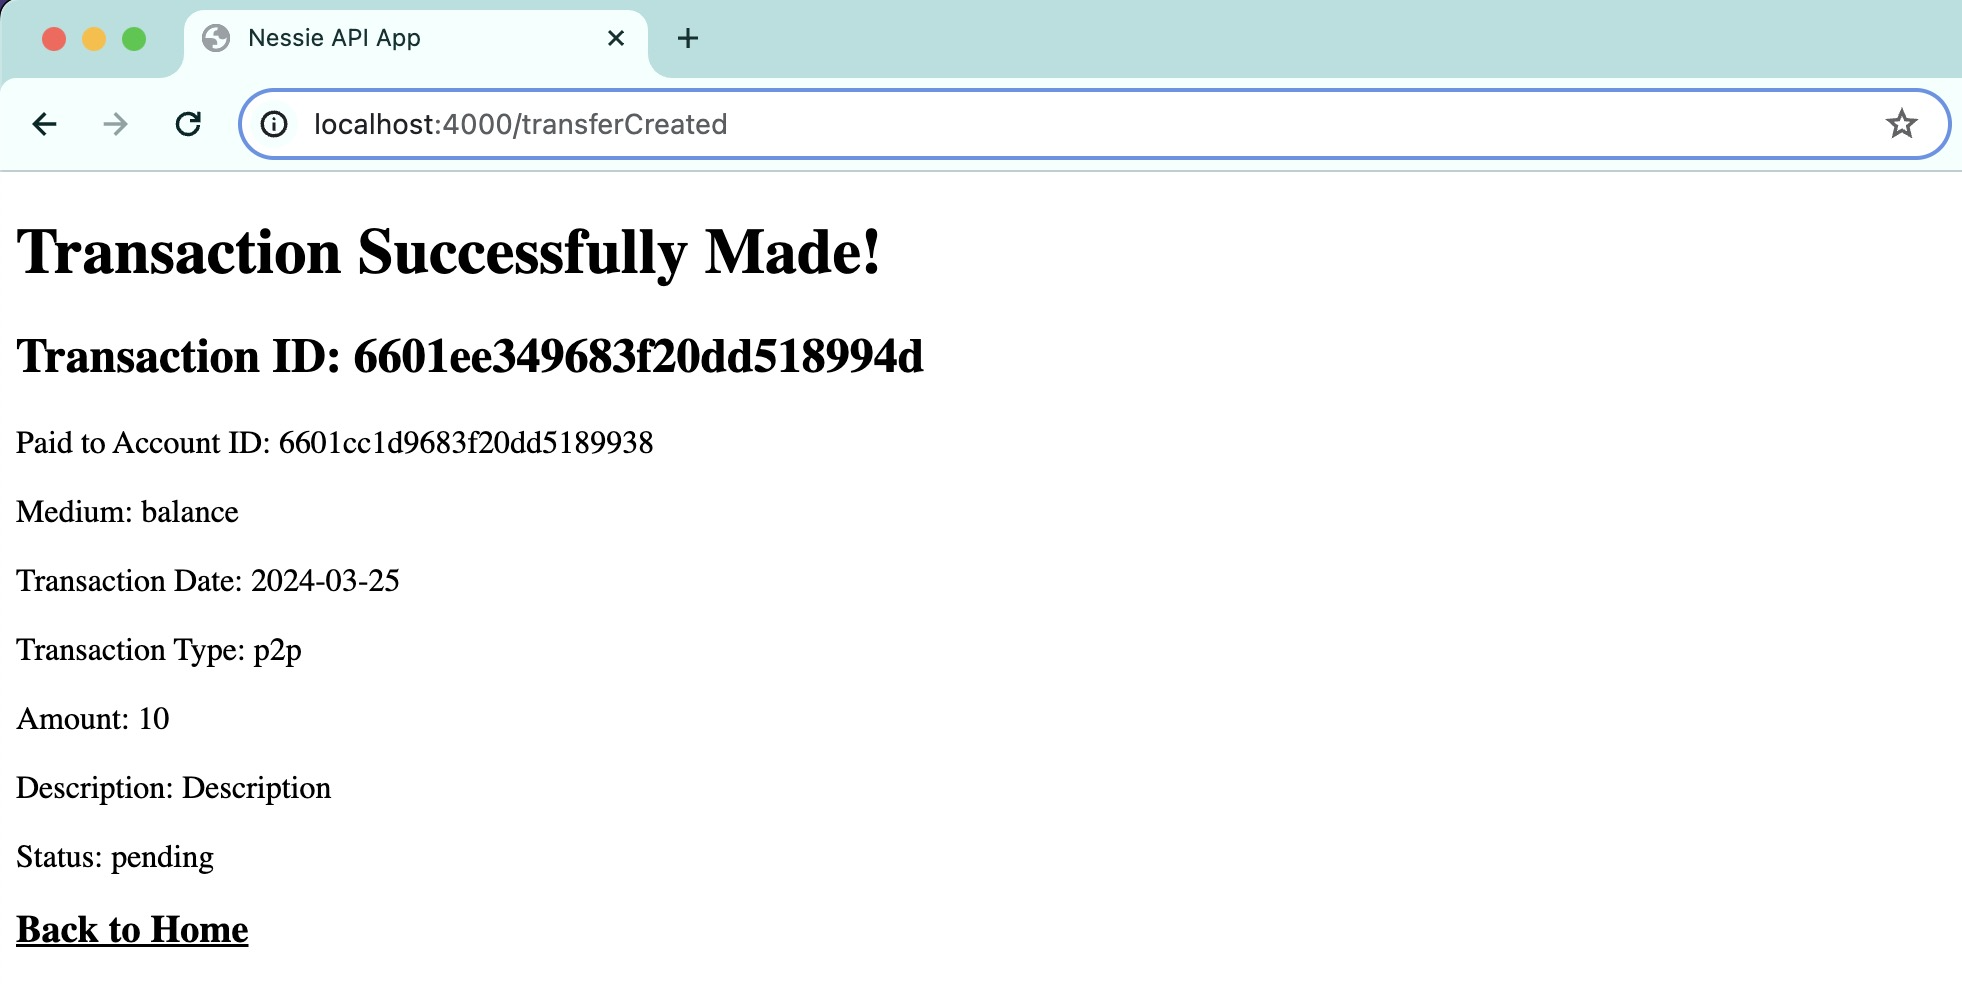 Nessie API App
localhost:4000/transferCreated
Transaction Successfully Made!
Transaction ID: 6601ee349683f20dd518994d
Paid to Account ID: 6601cc1d9683f20dd5189938
Medium: balance
Transaction Date: 2024-03-25
Transaction Type: p2p
Amount: 10
Description: Description
Status: pending
Back to Home